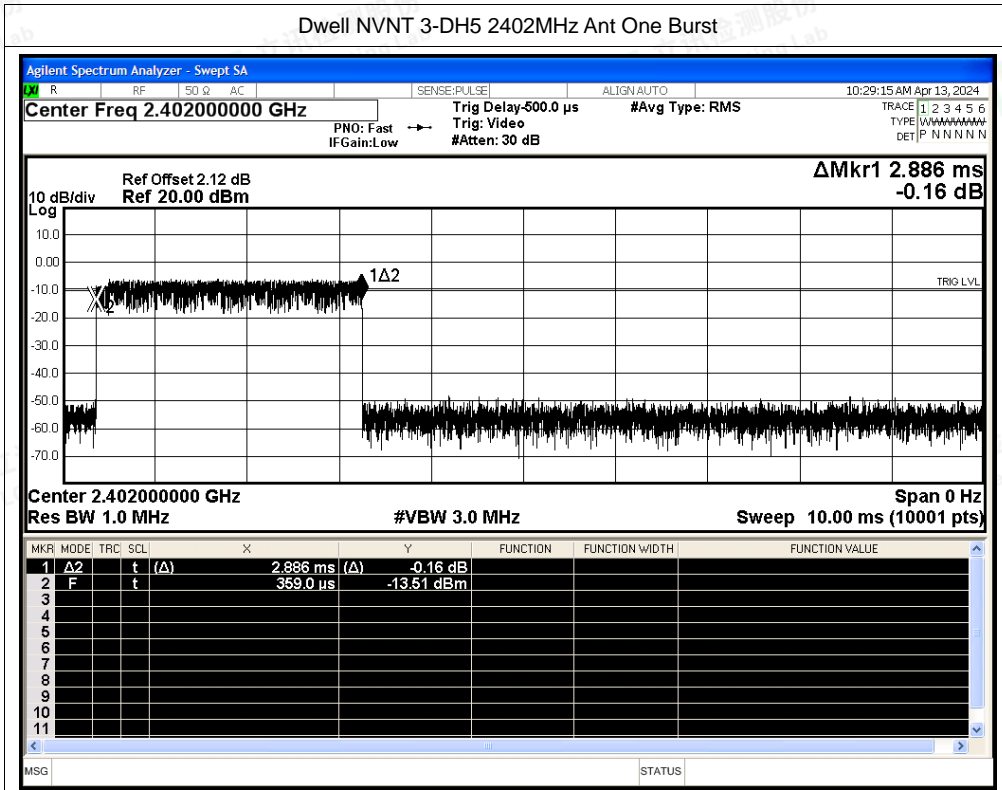 Dwell NVNT 3-DH5 2402MHz Ant One Burst
Agilent Spectrum Analyzer - Swept SA
LXI R RF 50 Ω AC SENSE:PULSE ALIGN AUTO 10:29:15 AM Apr 13, 2024
Center Freq 2.402000000 GHz Trig Delay-500.0 µs #Avg Type: RMS TRACE 1 2 3 4 5 6
PNO: Fast Trig: Video TYPE WWWWWW
IFGain:Low #Atten: 30 dB DET P N N N N N
ΔMkr1 2.886 ms
Ref Offset 2.12 dB
10 dB/div Ref 20.00 dBm -0.16 dB
Log
10.0
0.00
1Δ2
-10.0 TRIG LVL
2
-20.0
-30.0
-40.0
-50.0
-60.0
-70.0
Center 2.402000000 GHz Span 0 Hz
Res BW 1.0 MHz #VBW 3.0 MHz Sweep 10.00 ms (10001 pts)
MKR MODE TRC SCL X Y FUNCTION FUNCTION WIDTH FUNCTION VALUE
1 Δ2 t (Δ) 2.886 ms (Δ) -0.16 dB
2 F t 359.0 µs -13.51 dBm
3
4
5
6
7
8
9
10
11
MSG STATUS